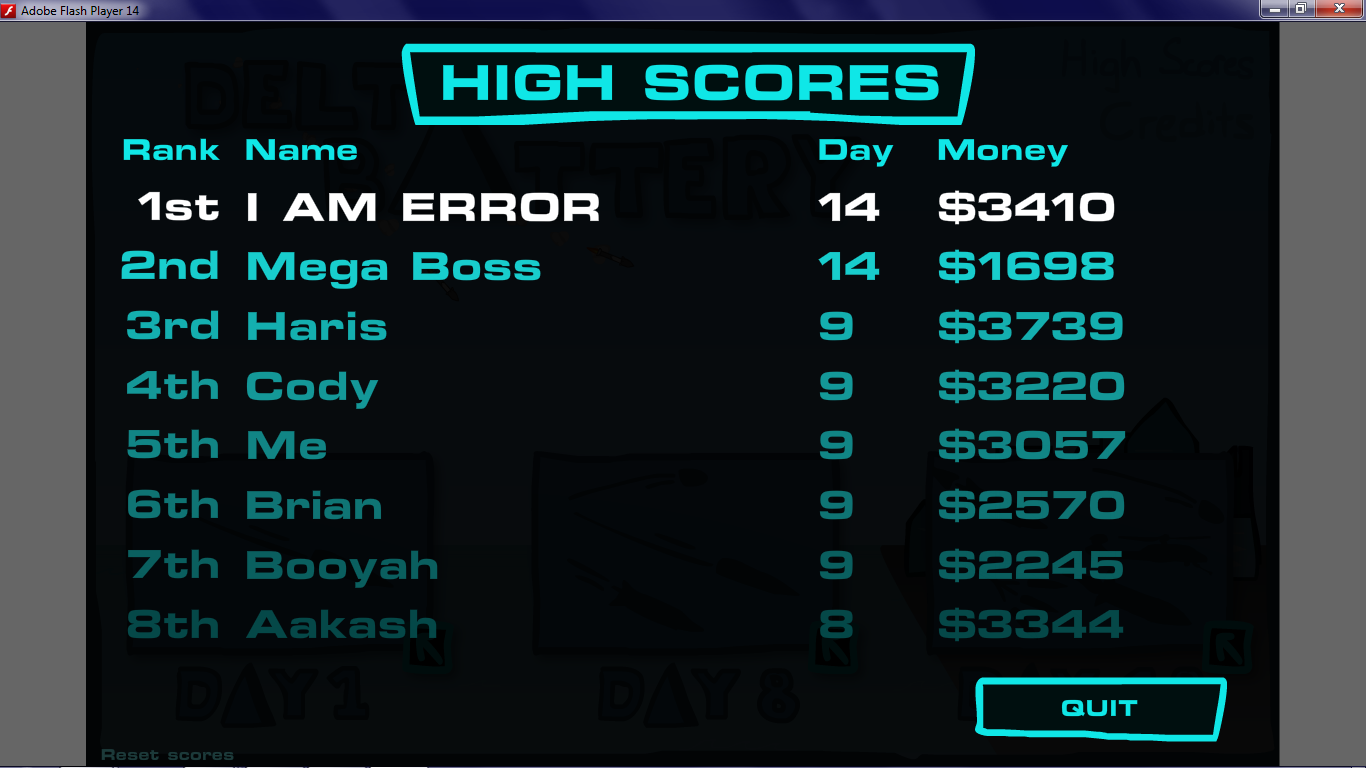 Adobe Flash Player 14
HIGH SCORES
High Scores
Credits
Rank Name Day Money
1st I AM ERROR 14 $3410
2nd Mega Boss 14 $1698
3rd Haris 9 $3739
4th Cody 9 $3220
5th Me 9 $3057
6th Brian 9 $2570
7th Booyah 9 $2245
8th Aakash 8 $3344
DAY 1 DAY 8
QUIT
Reset scores